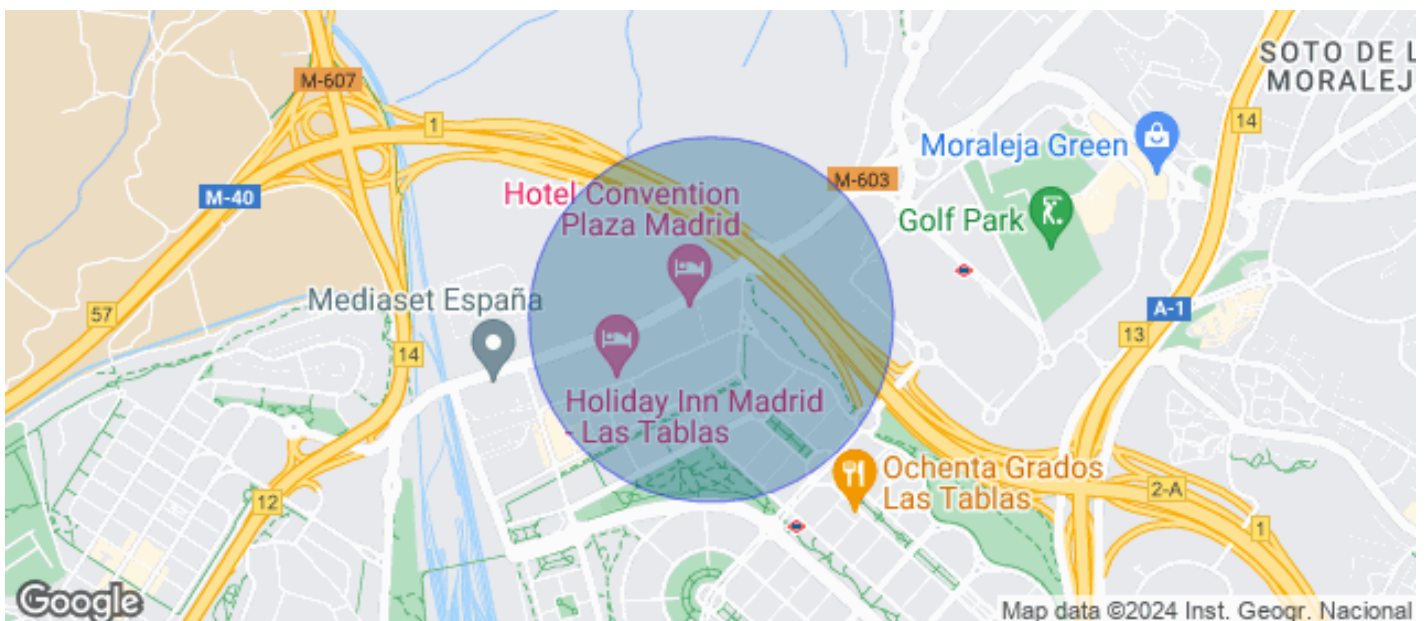 M-607
1
SOTO DE L
MORALEJ
14
Moraleja Green
M-603
M-40
Hotel Convention
Plaza Madrid
Golf Park
57
Mediaset España
A-1
13
14
Holiday Inn Madrid
- Las Tablas
Ochenta Grados
Las Tablas
2-A
12
1
Google
Map data ©2024 Inst. Geogr. Nacional